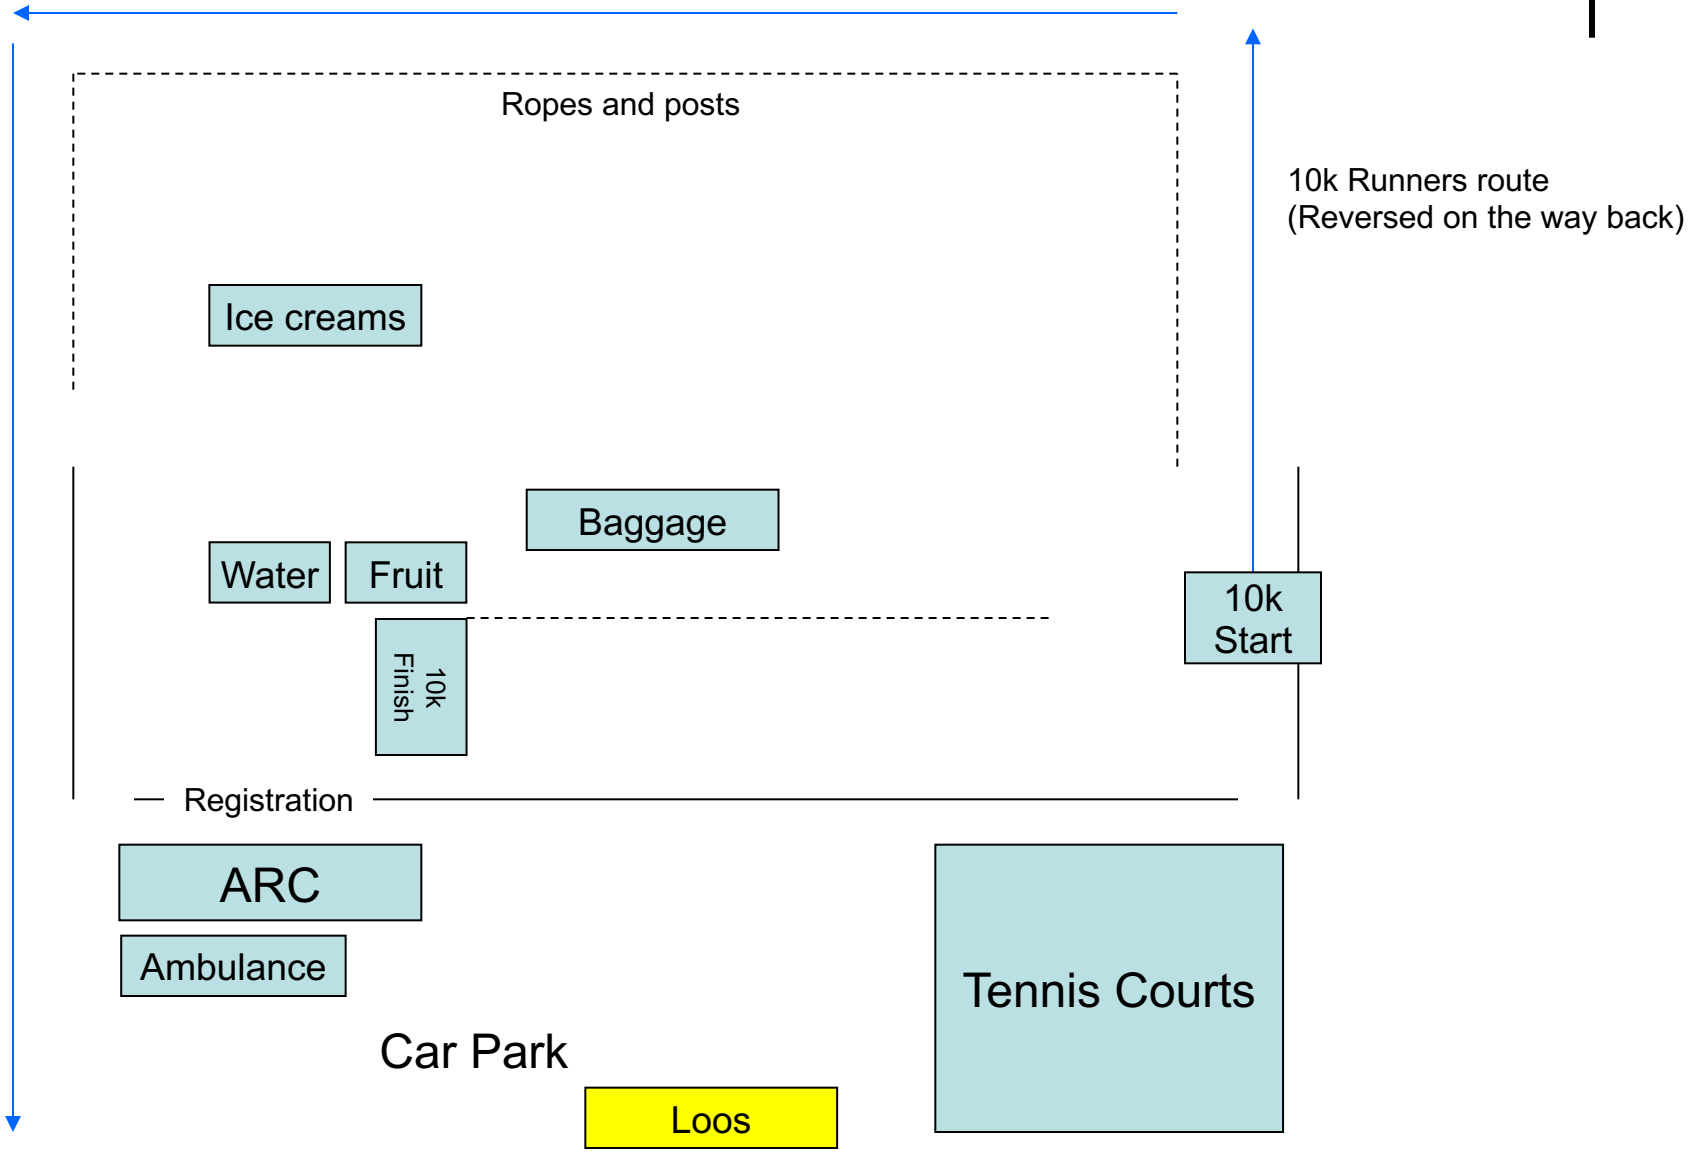 Ropes and posts
10k Runners route
(Reversed on the way back)
Ice creams
Baggage
Water
Fruit
10k
Start
10k
Finish
Registration
ARC
Ambulance
Tennis Courts
Car Park
Loos